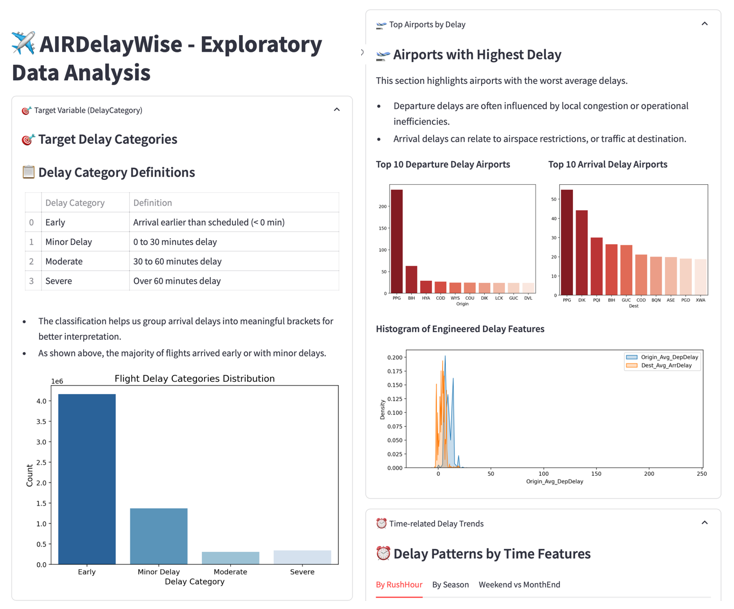 ✈️ AIRDelayWise - Exploratory
Data Analysis
🎯 Target Variable (DelayCategory)
🎯 Target Delay Categories
📋 Delay Category Definitions
Delay Category Definition
0 Early Arrival earlier than scheduled (< 0 min)
1 Minor Delay 0 to 30 minutes delay
2 Moderate 30 to 60 minutes delay
3 Severe Over 60 minutes delay
• The classification helps us group arrival delays into meaningful brackets for
better interpretation.
• As shown above, the majority of flights arrived early or with minor delays.
1e6
Flight Delay Categories Distribution
4.0
3.5
3.0
2.5
2.0
1.5
1.0
0.5
0.0
Count
Early Minor Delay Moderate Severe
Delay Category
🛫 Top Airports by Delay
🛫 Airports with Highest Delay
This section highlights airports with the worst average delays.
• Departure delays are often influenced by local congestion or operational
inefficiencies.
• Arrival delays can relate to airspace restrictions, or traffic at destination.
Top 10 Departure Delay Airports
200
150
100
50
0
PPG BIH HYA COD WYS COU DIK LCK GUC DVL
Origin
Top 10 Arrival Delay Airports
50
40
30
20
10
0
PPG DIK PQI BIH GUC COD BQN ASE PGD XWA
Dest
Histogram of Engineered Delay Features
0.200
0.175
0.150
0.125
0.100
0.075
0.050
0.025
0.000
Density
Origin_Avg_DepDelay
Dest_Avg_ArrDelay
0 50 100 150 200 250
Origin_Avg_DepDelay
⏰ Time-related Delay Trends
⏰ Delay Patterns by Time Features
By RushHour By Season Weekend vs MonthEnd